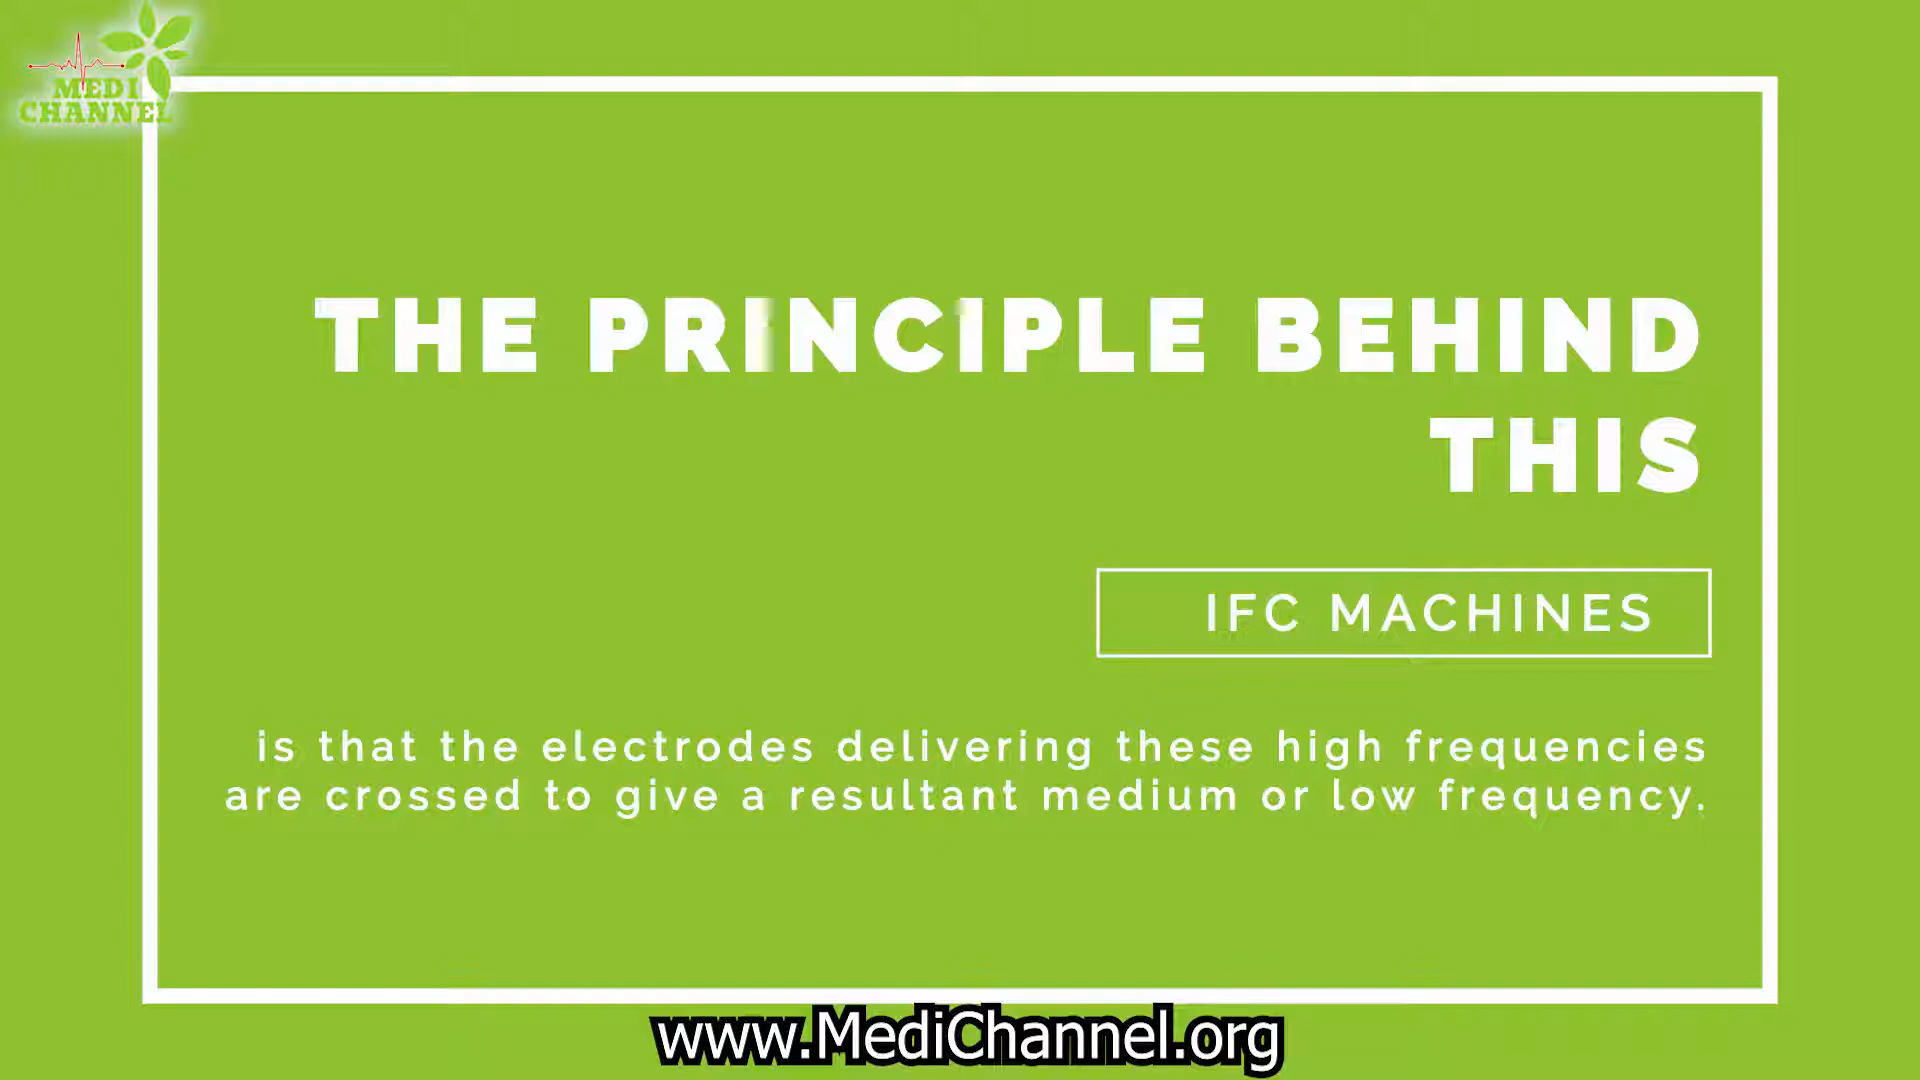 MEDI
CHANNEL
THE PRINCIPLE BEHIND
THIS
IFC MACHINES
is that the electrodes delivering these high frequencies
are crossed to give a resultant medium or low frequency.
www.MediChannel.org